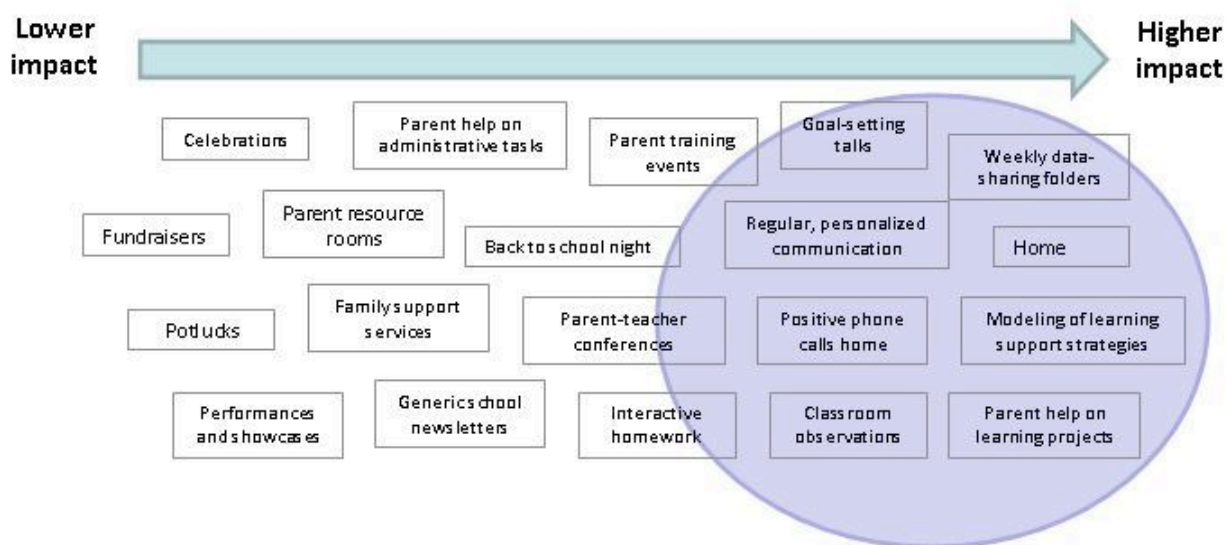 Lower
impact
Higher
impact
Celebrations
Parent help on
administrative tasks
Parent training
events
Goal-setting
talks
Weekly data-
sharing folders
Fundraisers
Parent resource
rooms
Back to school night
Regular, personalized
communication
Home
Potlucks
Family support
services
Parent-teacher
conferences
Positive phone
calls home
Modeling of learning
support strategies
Performances
and showcases
Generic school
newsletters
Interactive
homework
Classroom
observations
Parent help on
learning projects